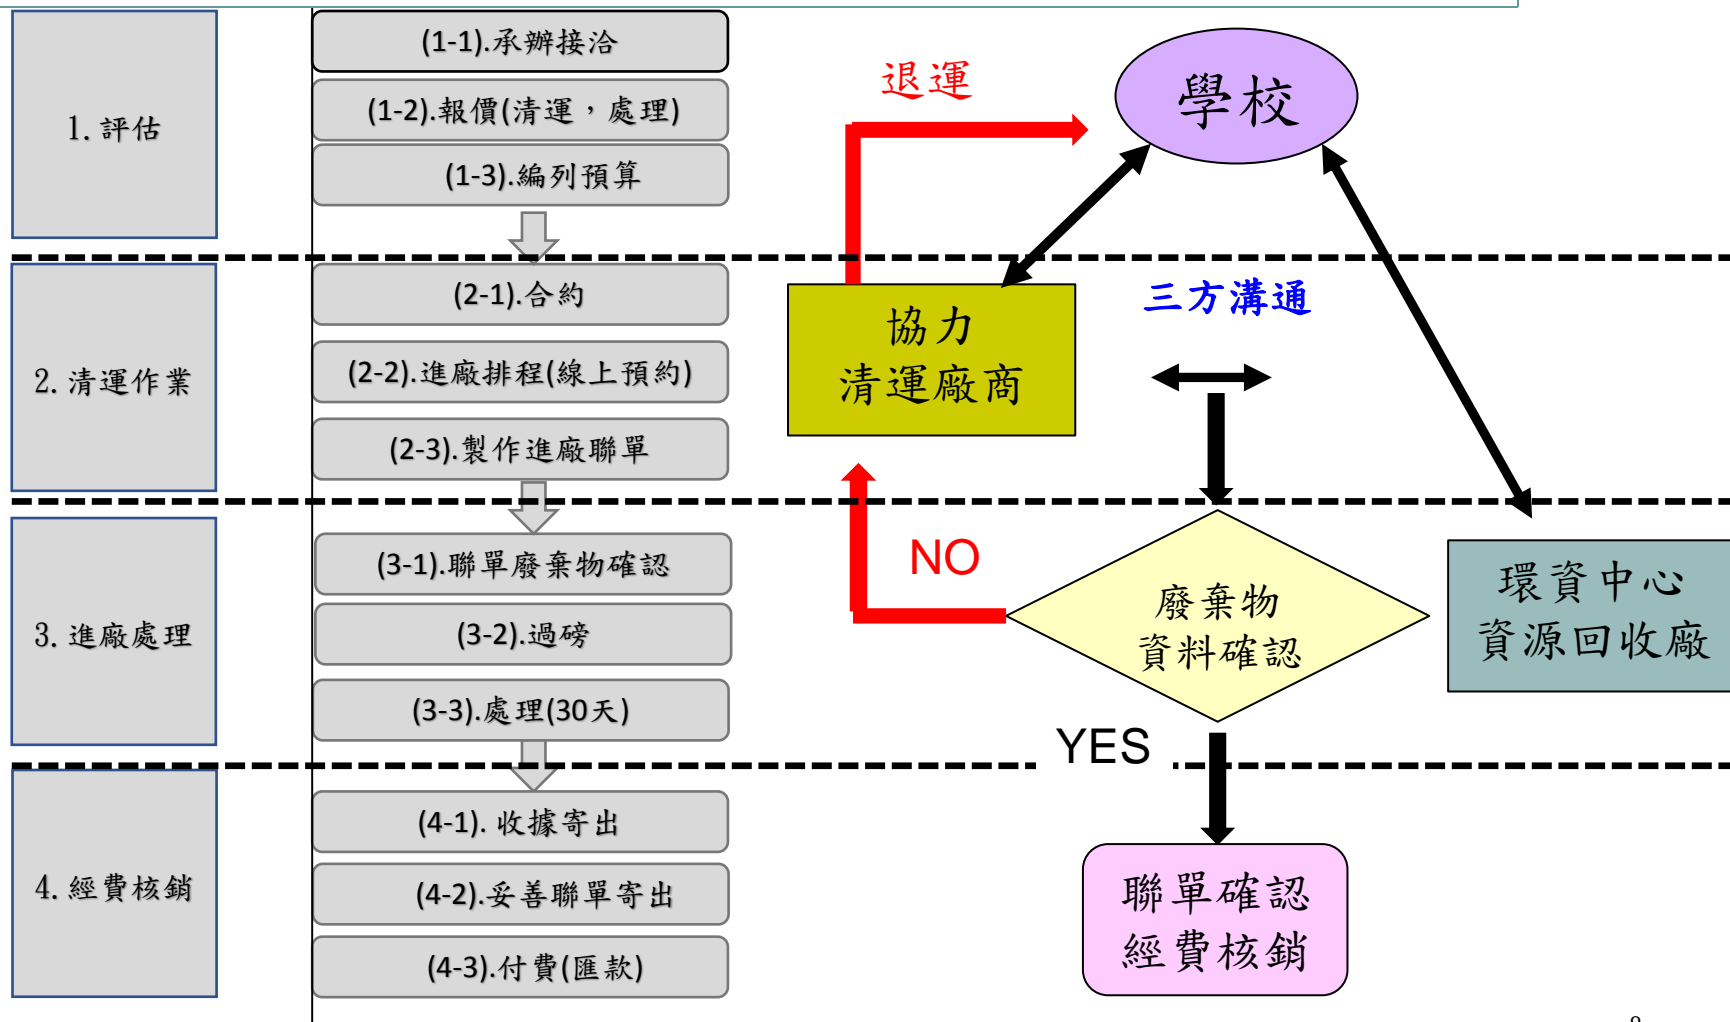 1.評估
(1-1).承辦接洽
(1-2).報價(清運，處理)
(1-3).編列預算
2.清運作業
(2-1).合約
(2-2).進廠排程(線上預約)
(2-3).製作進廠聯單
3.進廠處理
(3-1).聯單廢棄物確認
(3-2).過磅
(3-3).處理(30天)
4.經費核銷
(4-1). 收據寄出
(4-2).妥善聯單寄出
(4-3).付費(匯款)
退運
學校
協力
清運廠商
三方溝通
NO
廢棄物
資料確認
環資中心
資源回收廠
YES
聯單確認
經費核銷